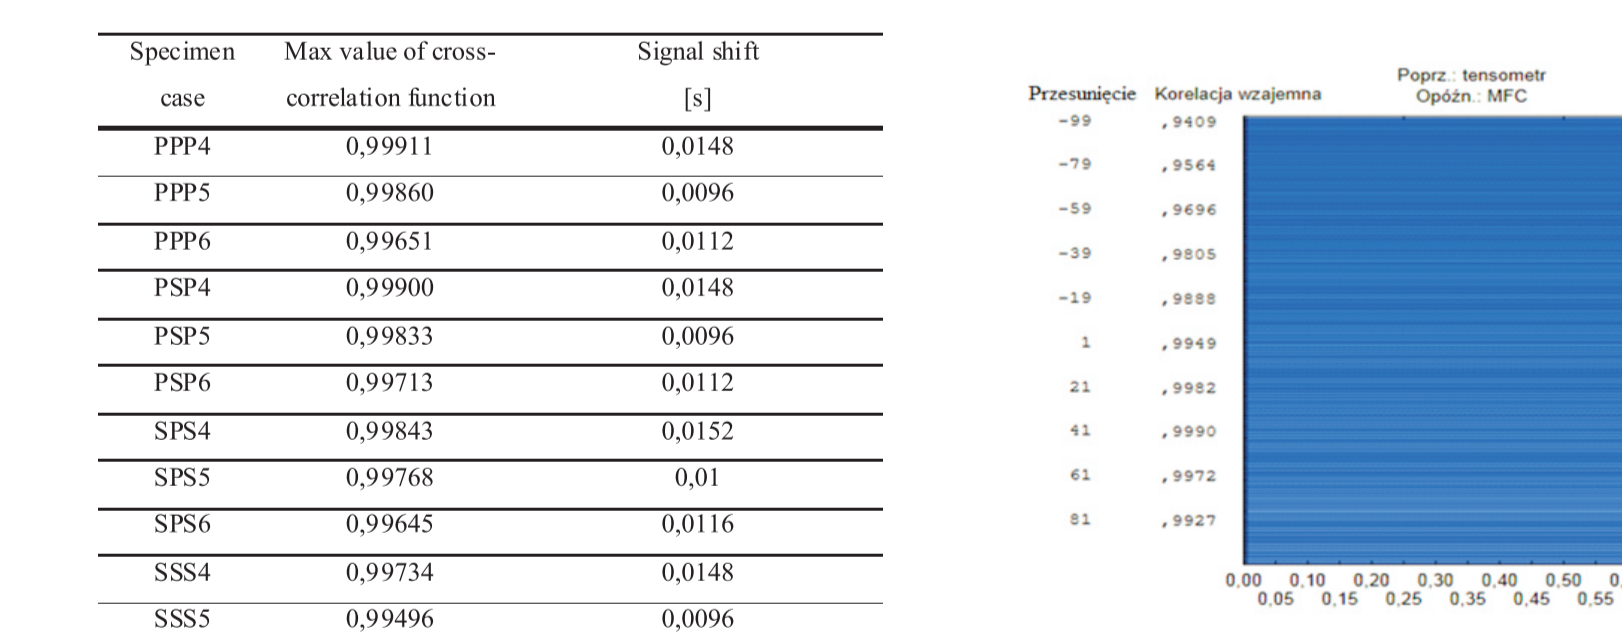 Specimen case Max value of cross-correlation function Signal shift [s]
PPP4 0,99911 0,0148
PPP5 0,99860 0,0096
PPP6 0,99651 0,0112
PSP4 0,99900 0,0148
PSP5 0,99833 0,0096
PSP6 0,99713 0,0112
SPS4 0,99843 0,0152
SPS5 0,99768 0,01
SPS6 0,99645 0,0116
SSS4 0,99734 0,0148
SSS5 0,99496 0,0096
Poprz.: tensometr
Opóźn.: MFC
Przesunięcie Korelacja wzajemna
-99 ,9409
-79 ,9564
-59 ,9696
-39 ,9805
-19 ,9888
1 ,9949
21 ,9982
41 ,9990
61 ,9972
81 ,9927
0,00 0,10 0,20 0,30 0,40 0,50
0,05 0,15 0,25 0,35 0,45 0,55